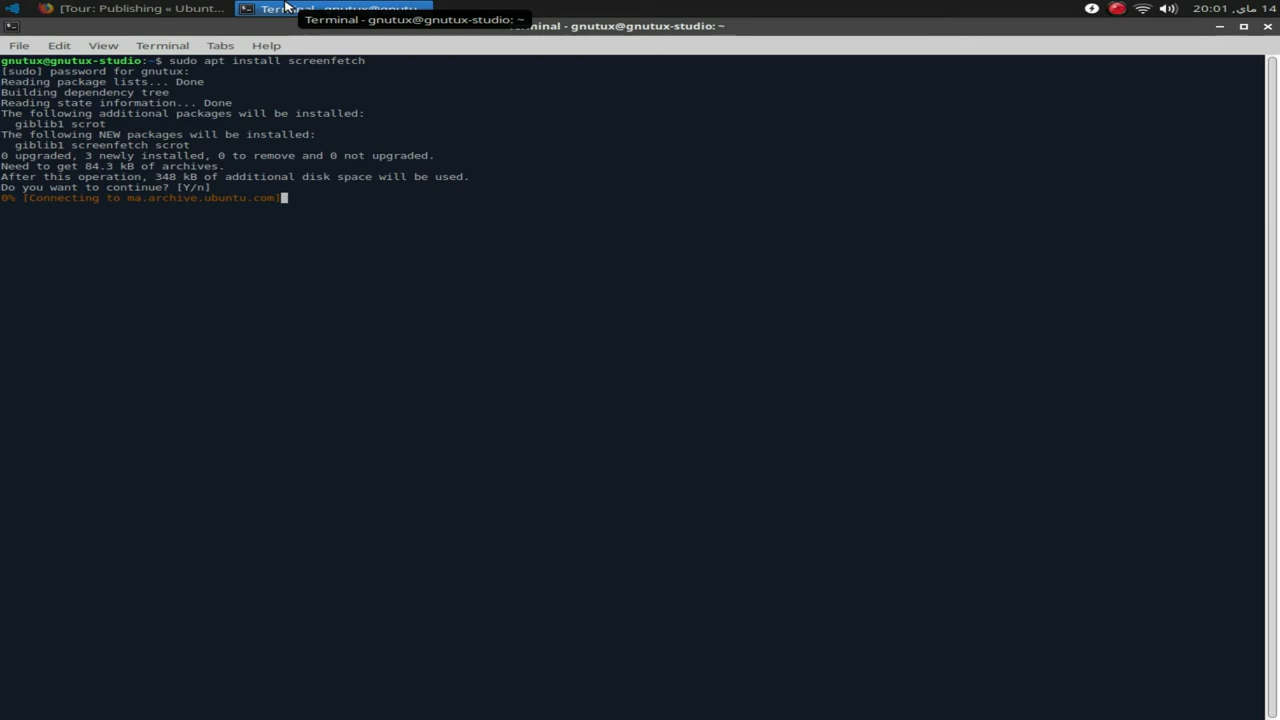 [Tour: Publishing « Ubunt...
Terminal - gnutux@gnutux-studio: ~
14 ماي, 20:01
Terminal - gnutux@gnutux-studio: ~
File Edit View Terminal Tabs Help
gnutux@gnutux-studio:~$ sudo apt install screenfetch
[sudo] password for gnutux:
Reading package lists... Done
Building dependency tree
Reading state information... Done
The following additional packages will be installed:
giblib1 scrot
The following NEW packages will be installed:
giblib1 screenfetch scrot
0 upgraded, 3 newly installed, 0 to remove and 0 not upgraded.
Need to get 84.3 kB of archives.
After this operation, 348 kB of additional disk space will be used.
Do you want to continue? [Y/n]
0% [Connecting to ma.archive.ubuntu.com]